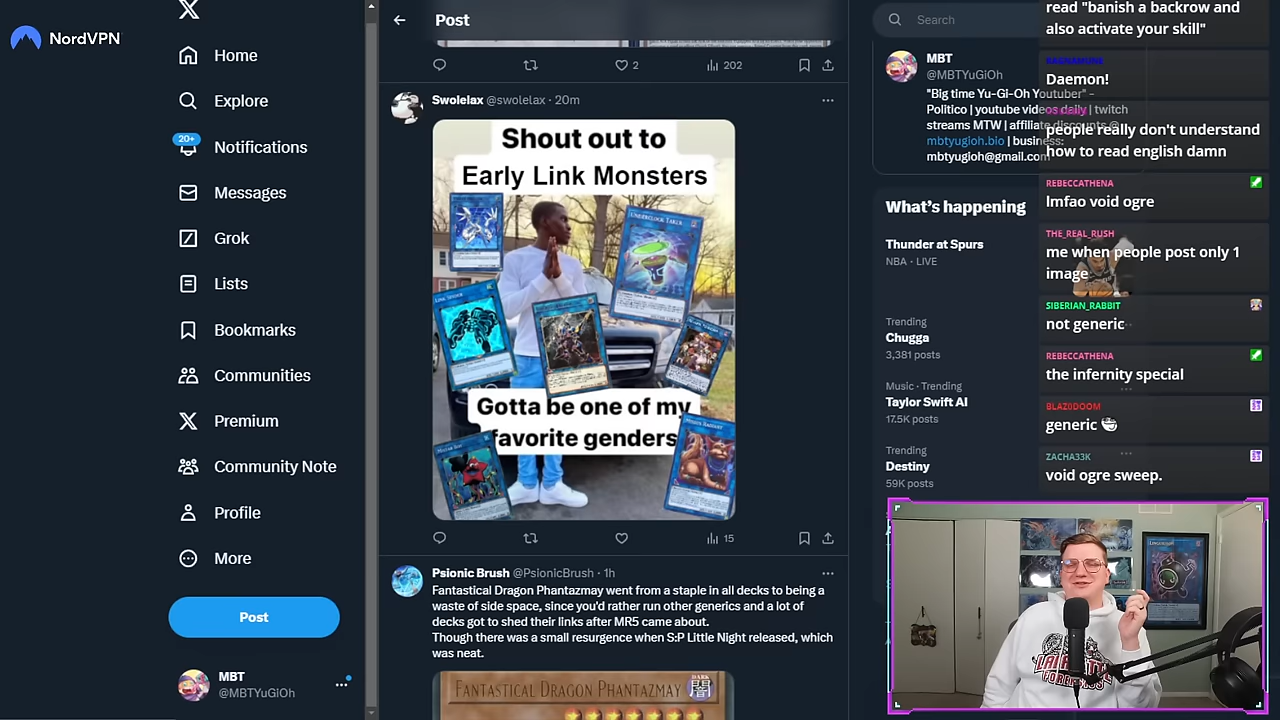 NordVPN
Home
Explore
20+
Notifications
Messages
Grok
Lists
Bookmarks
Communities
Premium
Community Note
Profile
More
Post
MBT
@MBTYuGiOh
Post
2
202
Swolelax @swolelax · 20m
Shout out to
Early Link Monsters
UNDERCLOCK TAKER
LINK SPIDER
Gotta be one of my
favorite genders
MISSUS RADIANT
15
Psionic Brush @PsionicBrush · 1h
Fantastical Dragon Phantazmay went from a staple in all decks to being a
waste of side space, since you'd rather run other generics and a lot of
decks got to shed their links after MR5 came about.
Though there was a small resurgence when S:P Little Night released, which
was neat.
FANTASTICAL DRAGON PHANTAZMAY
DARK
闇
Search
MBT
@MBTYuGiOh
"Big time Yu-Gi-Oh Youtuber" -
Politico | youtube videos daily | twitch
streams MTW | affiliate
mbtyugioh.bio | business:
mbtyugioh@gmail.com
What's happening
Thunder at Spurs
NBA · LIVE
Trending
Chugga
3,381 posts
Music · Trending
Taylor Swift AI
17.5K posts
Trending
Destiny
59K posts
read "banish a backrow and
also activate your skill"
Daemon!
people really don't understand
how to read english damn
REBECCATHENA
lmfao void ogre
THE_REAL_RUSH
me when people post only 1
image
SIBERIAN_RABBIT
not generic
REBECCATHENA
the infernity special
BLAZ0DOOM
generic
ZACHA33K
void ogre sweep.